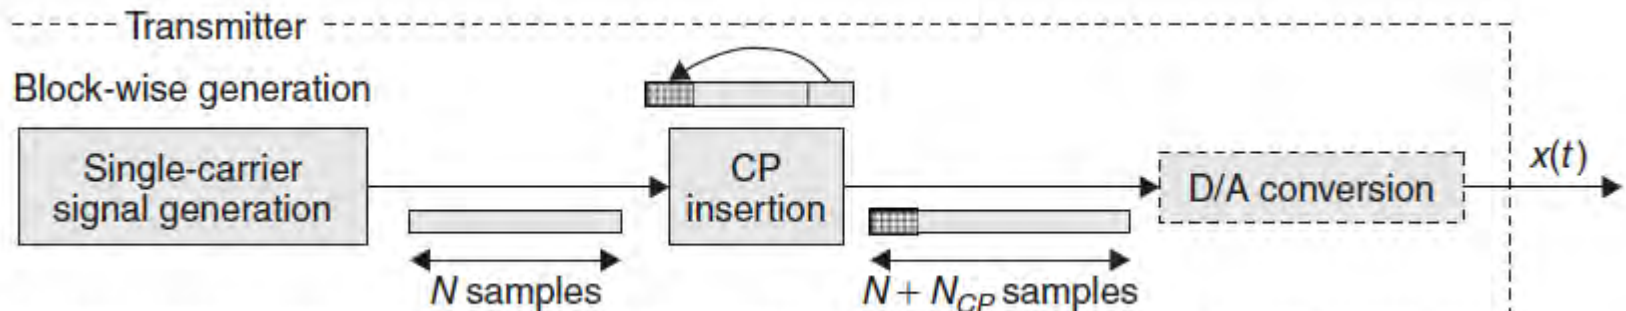 Transmitter
Block-wise generation
Single-carrier
signal generation
CP
insertion
D/A conversion
x(t)
N samples
N + N_CP samples